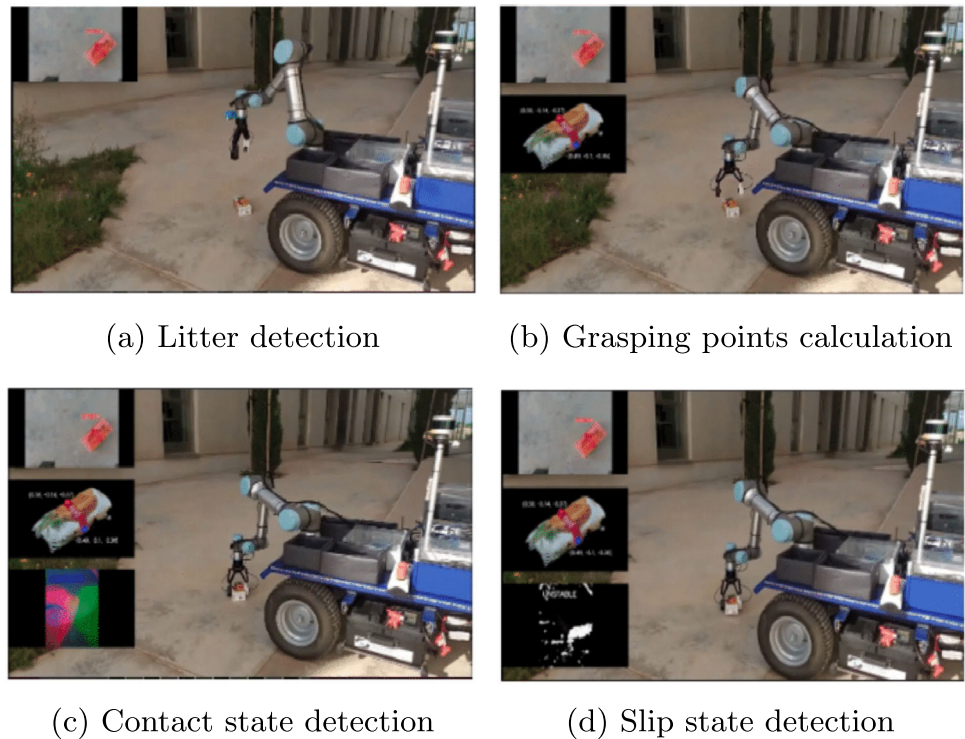 (a) Litter detection
(b) Grasping points calculation
(c) Contact state detection
UNSTABLE
(d) Slip state detection